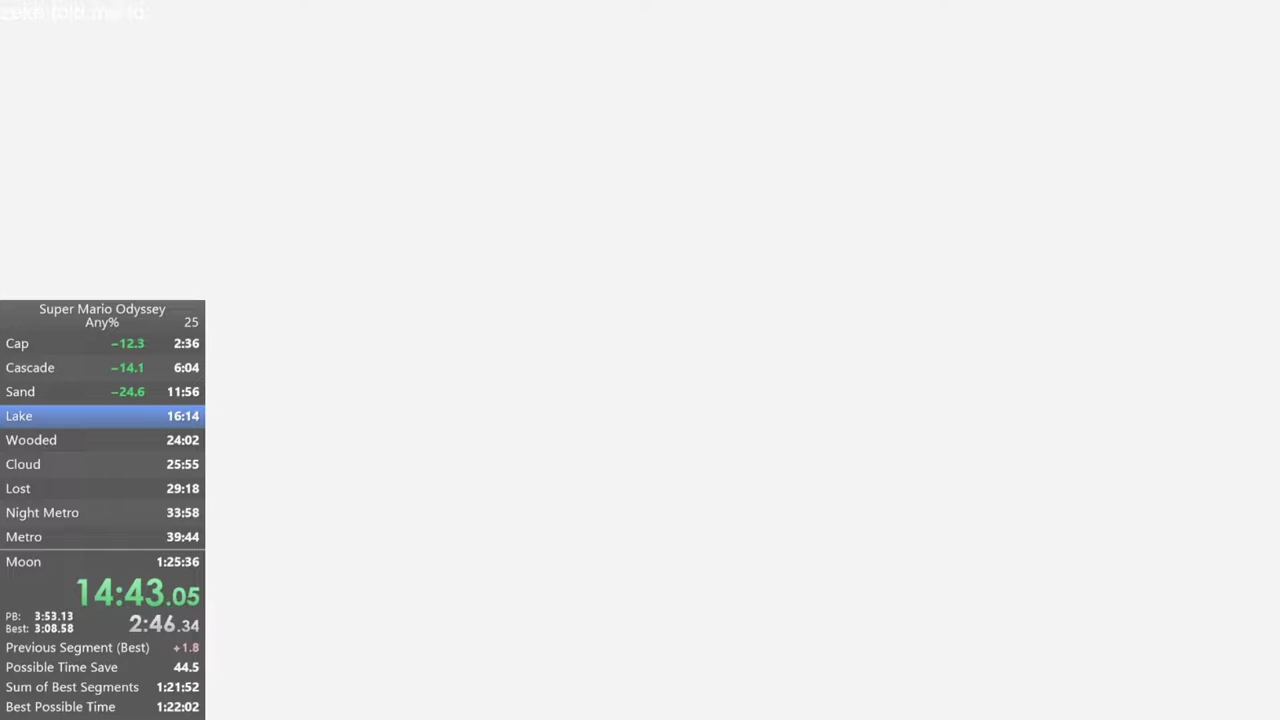 zeke told me to
Super Mario Odyssey
Any% 25
Cap −12.3 2:36
Cascade −14.1 6:04
Sand −24.6 11:56
Lake 16:14
Wooded 24:02
Cloud 25:55
Lost 29:18
Night Metro 33:58
Metro 39:44
Moon 1:25:36
14:43.05
PB: 3:53.13
Best: 3:08.58
2:46.34
Previous Segment (Best) +1.8
Possible Time Save 44.5
Sum of Best Segments 1:21:52
Best Possible Time 1:22:02